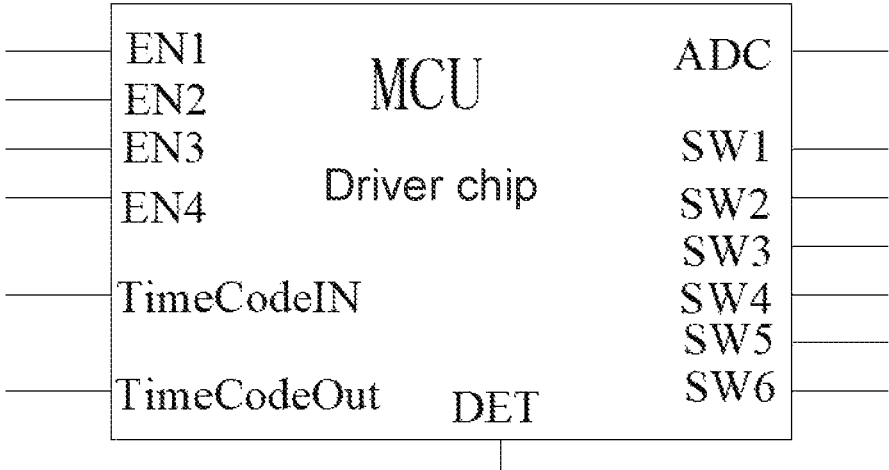 EN1
EN2
EN3
EN4
TimeCodeIN
TimeCodeOut
MCU
Driver chip
DET
ADC
SW1
SW2
SW3
SW4
SW5
SW6